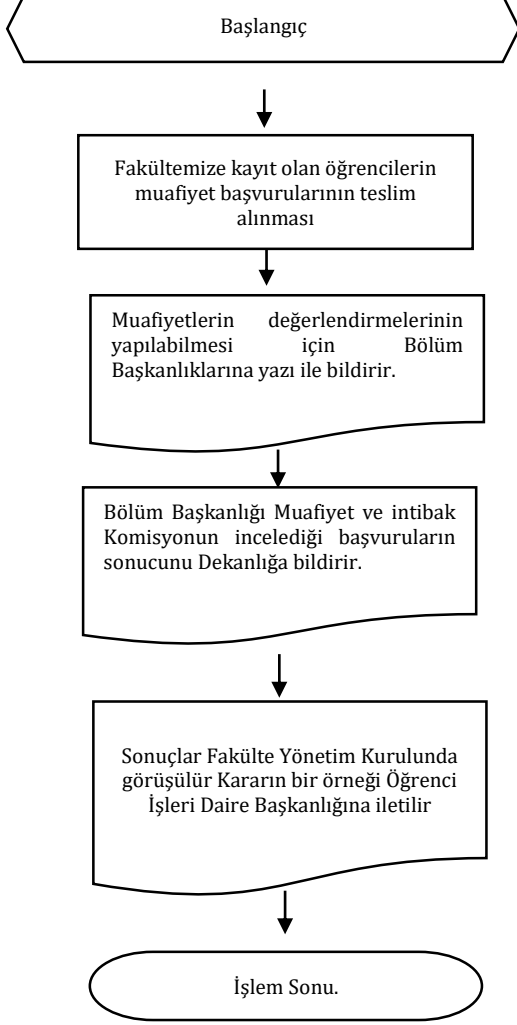 Başlangıç
Fakültemize kayıt olan öğrencilerin
muafiyet başvurularının teslim
alınması
Muafiyetlerin değerlendirmelerinin
yapılabilmesi için Bölüm
Başkanlıklarına yazı ile bildirir.
Bölüm Başkanlığı Muafiyet ve intibak
Komisyonun incelediği başvuruların
sonucunu Dekanlığa bildirir.
Sonuçlar Fakülte Yönetim Kurulunda
görüşülür Kararın bir örneği Öğrenci
İşleri Daire Başkanlığına iletilir
İşlem Sonu.